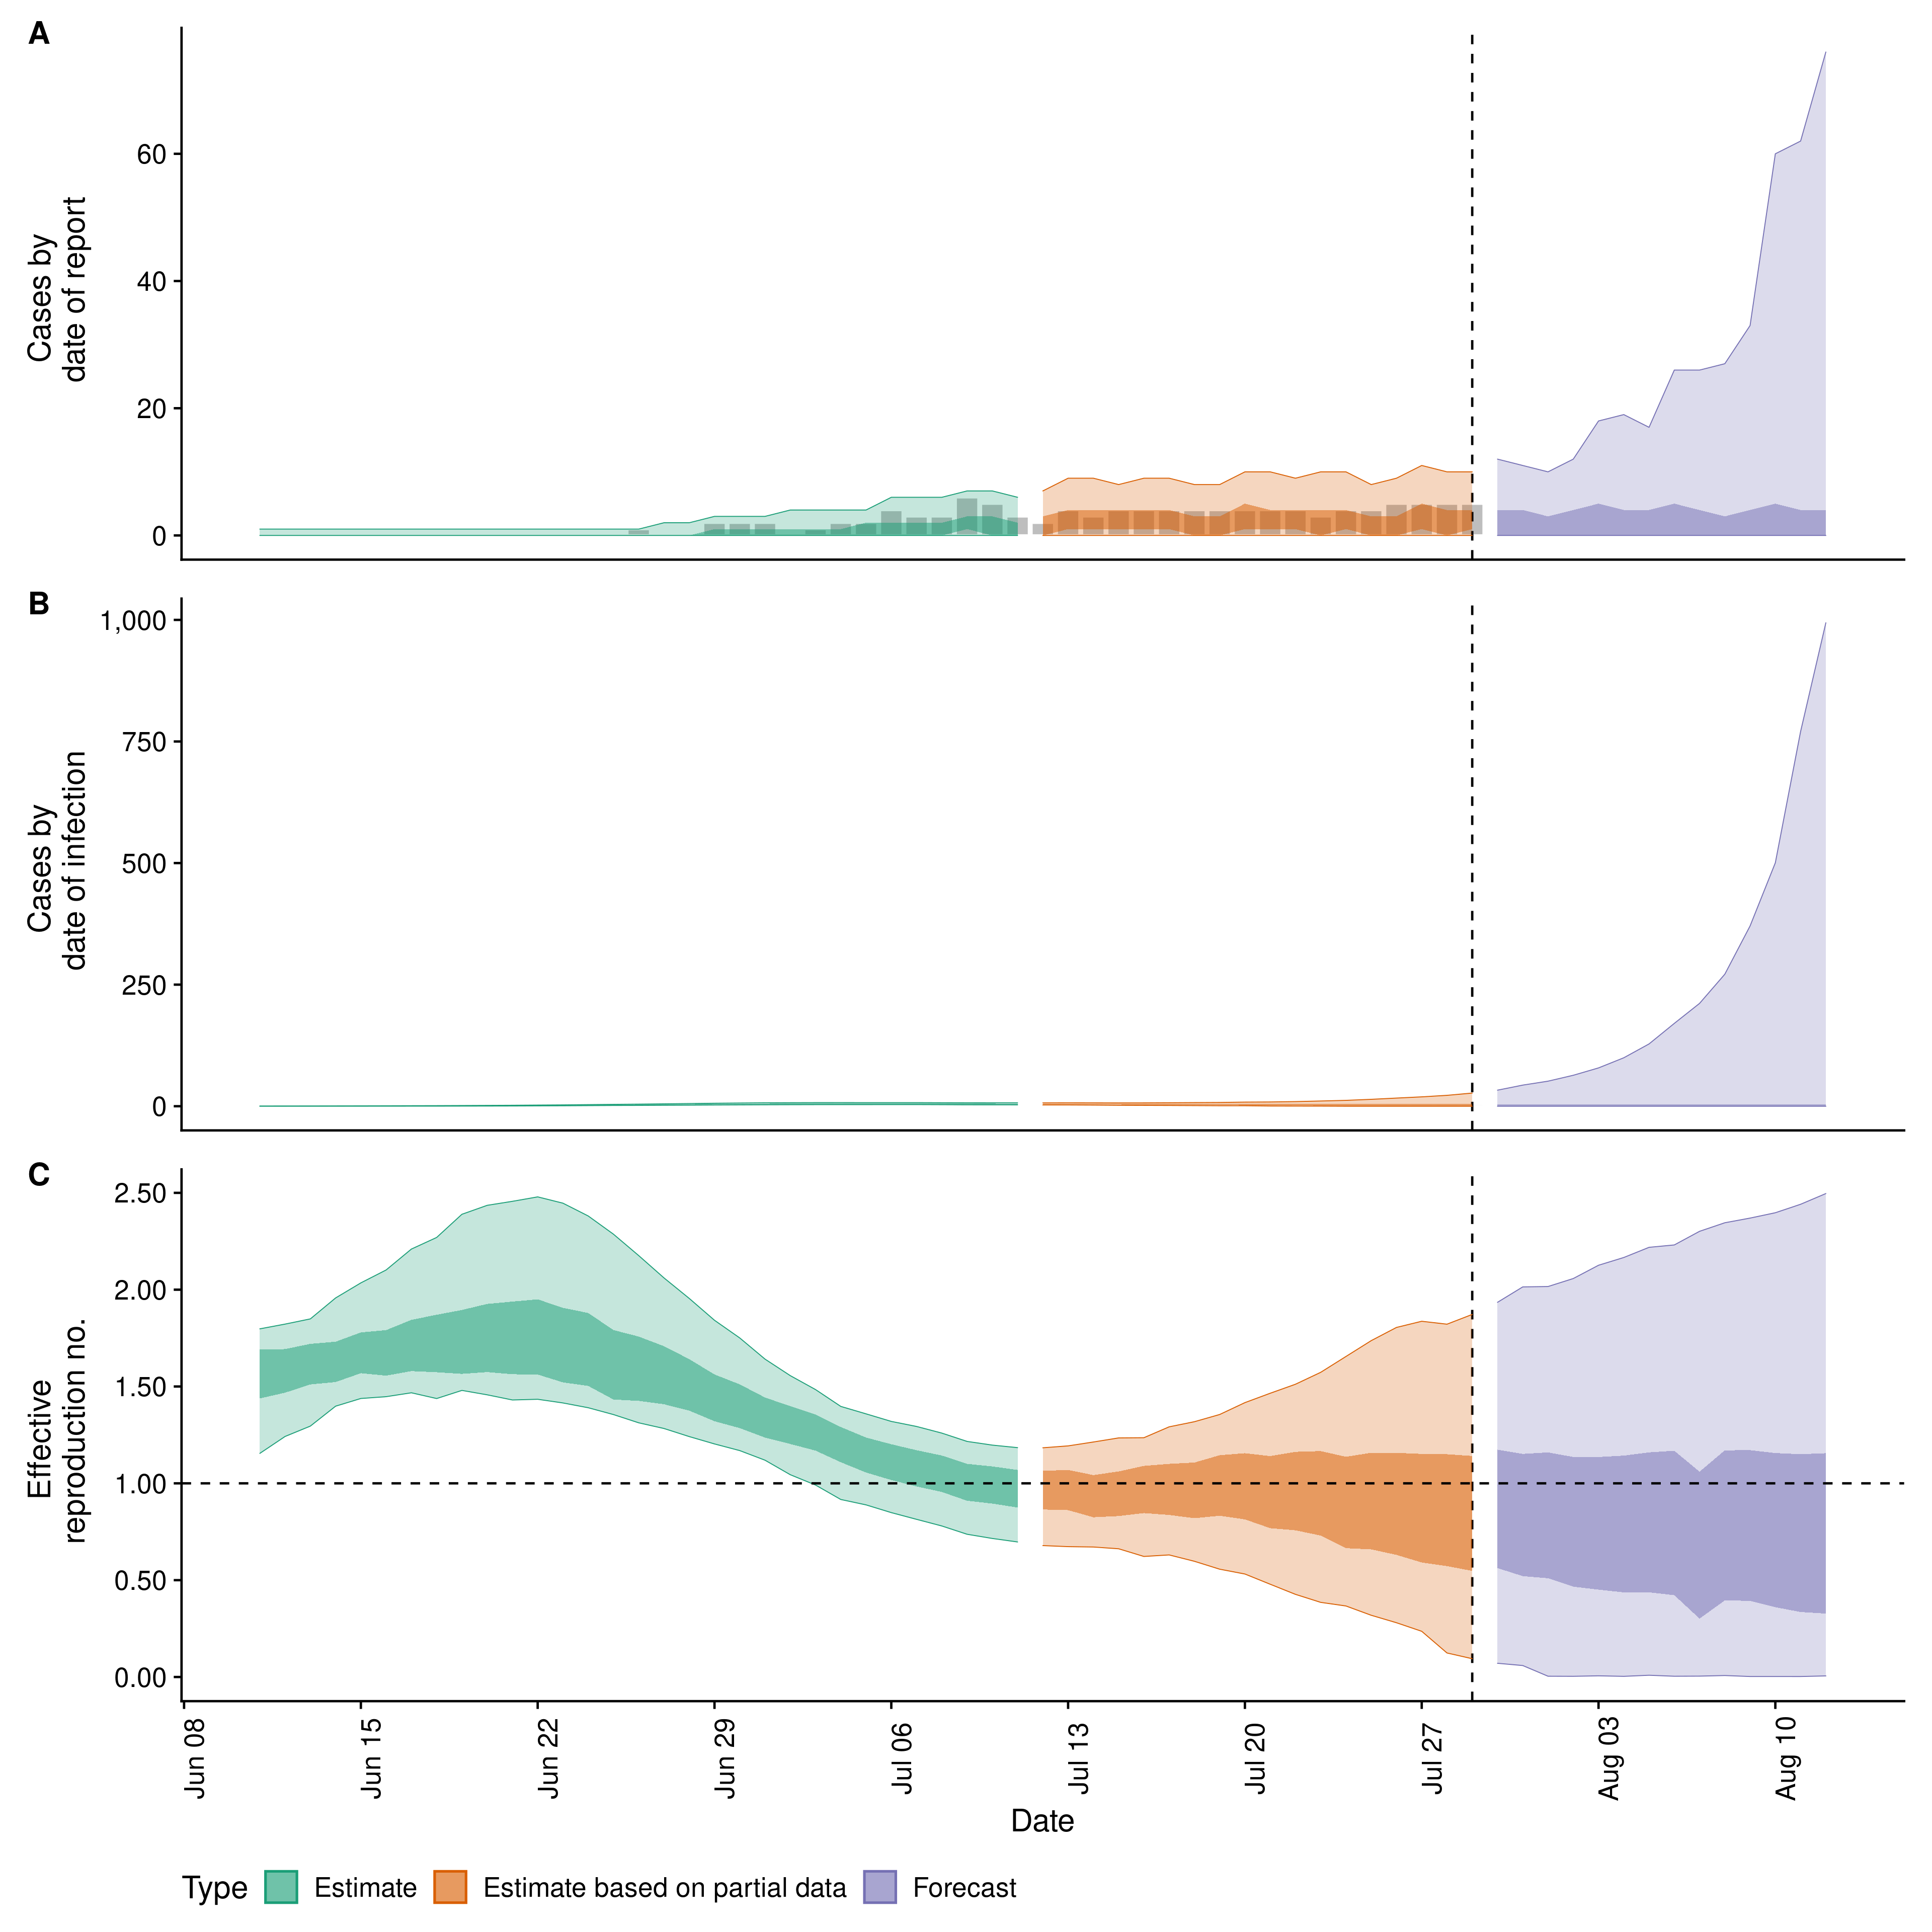 A
Cases by
date of report
60
40
20
0
B
Cases by
date of infection
1,000
750
500
250
0
C
Effective
reproduction no.
2.50
2.00
1.50
1.00
0.50
0.00
Jun 08
Jun 15
Jun 22
Jun 29
Jul 06
Jul 13
Jul 20
Jul 27
Aug 03
Aug 10
Date
Type Estimate Estimate based on partial data Forecast